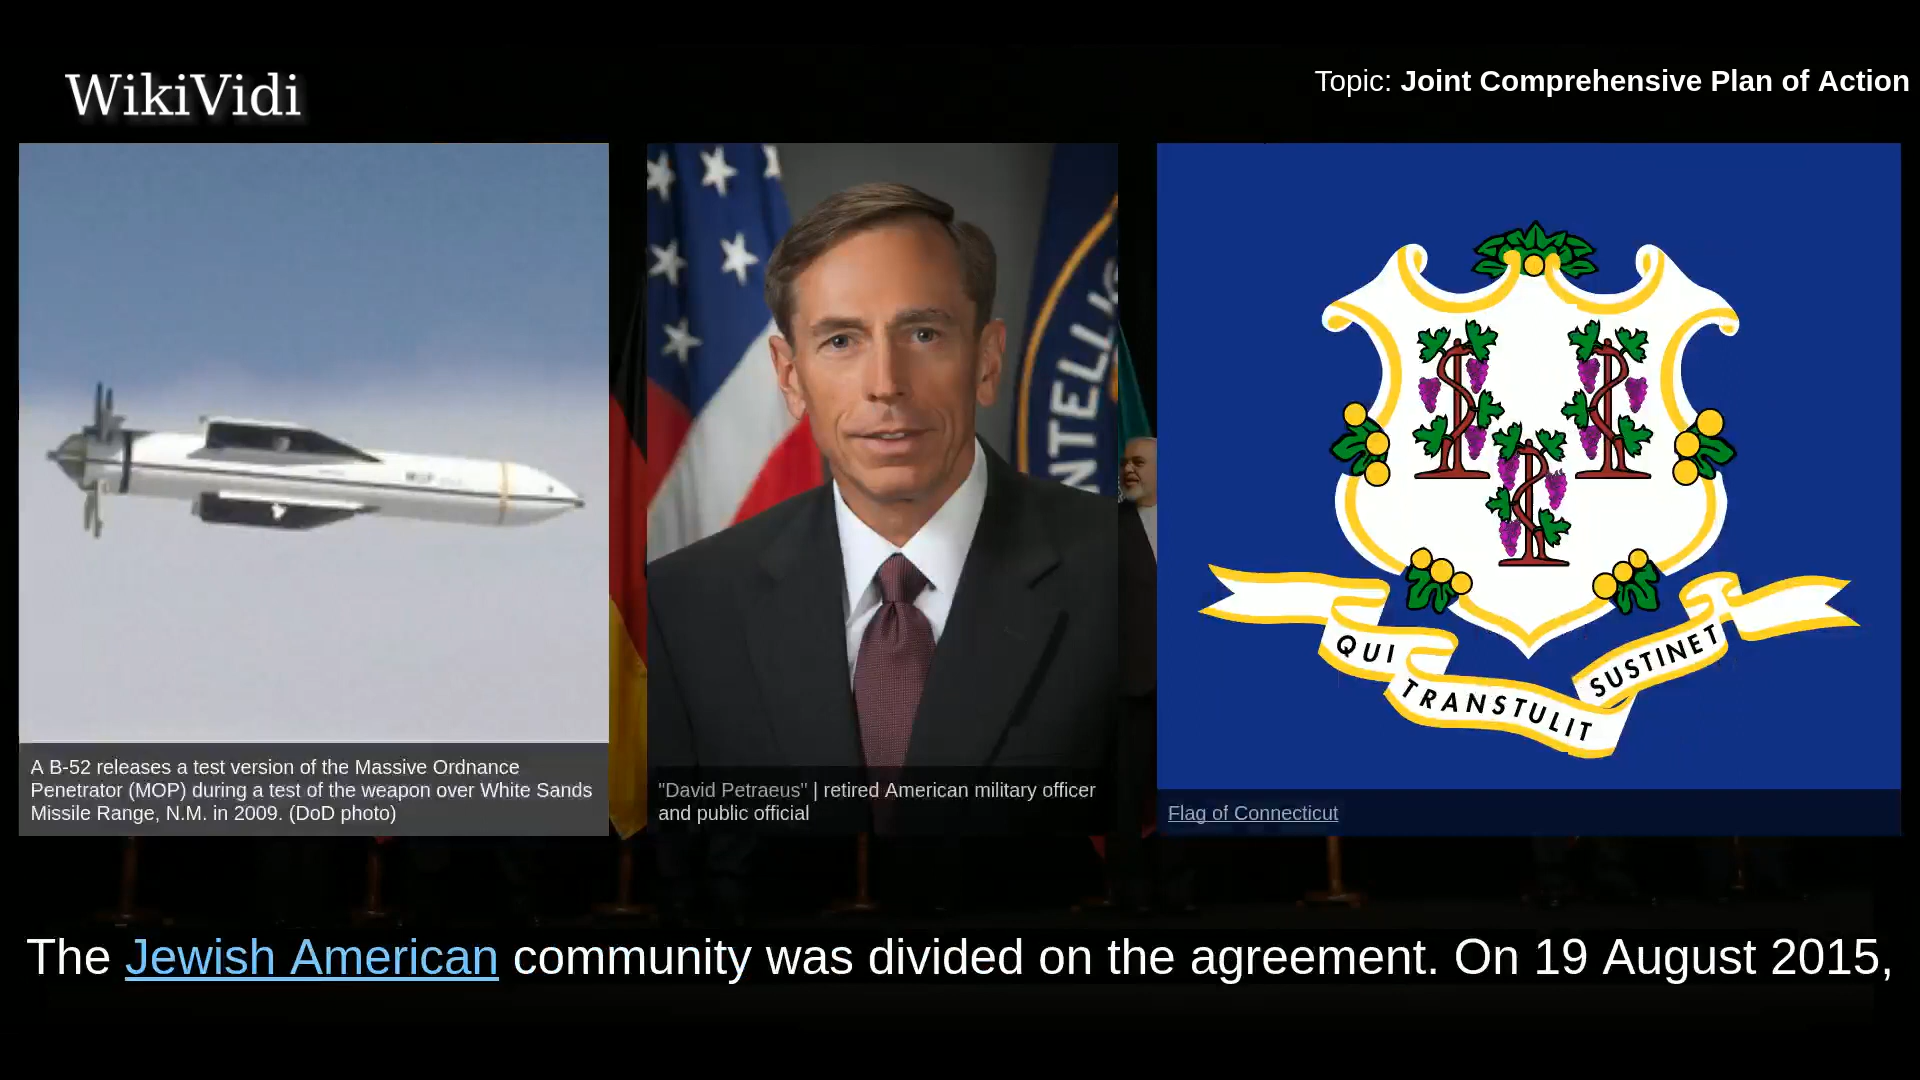 WikiVidi
Topic: Joint Comprehensive Plan of Action
INTELLI
QUI
TRANSTULIT
SUSTINET
A B-52 releases a test version of the Massive Ordnance
Penetrator (MOP) during a test of the weapon over White Sands
Missile Range, N.M. in 2009. (DoD photo)
"David Petraeus" | retired American military officer
and public official
Flag of Connecticut
The Jewish American community was divided on the agreement. On 19 August 2015,